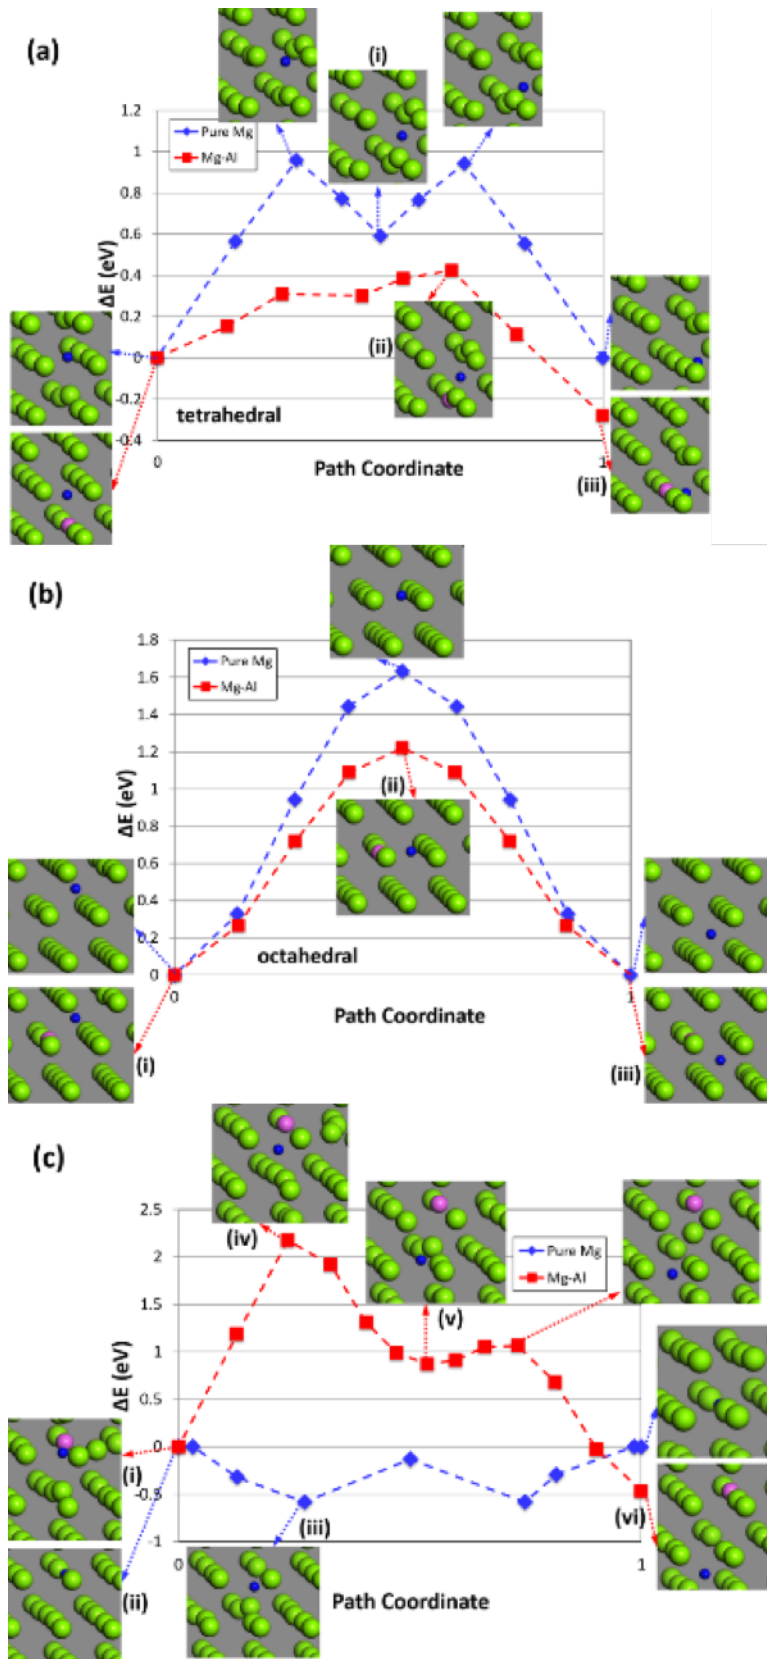 (a)
(i)
1.2
Pure Mg
Mg-Al
1
0.8
0.6
0.4
0.2
0
-0.2
-0.4
ΔE (eV)
(ii)
tetrahedral
0
1
Path Coordinate
(iii)
(b)
1.8
Pure Mg
Mg-Al
1.6
1.4
1.2
1
0.8
0.6
0.4
0.2
0
ΔE (eV)
(ii)
octahedral
0
1
Path Coordinate
(i)
(iii)
(c)
2.5
(iv)
Pure Mg
Mg-Al
2
1.5
1
0.5
0
-0.5
-1
ΔE (eV)
(v)
(i)
(iii)
(vi)
0
1
(ii)
Path Coordinate